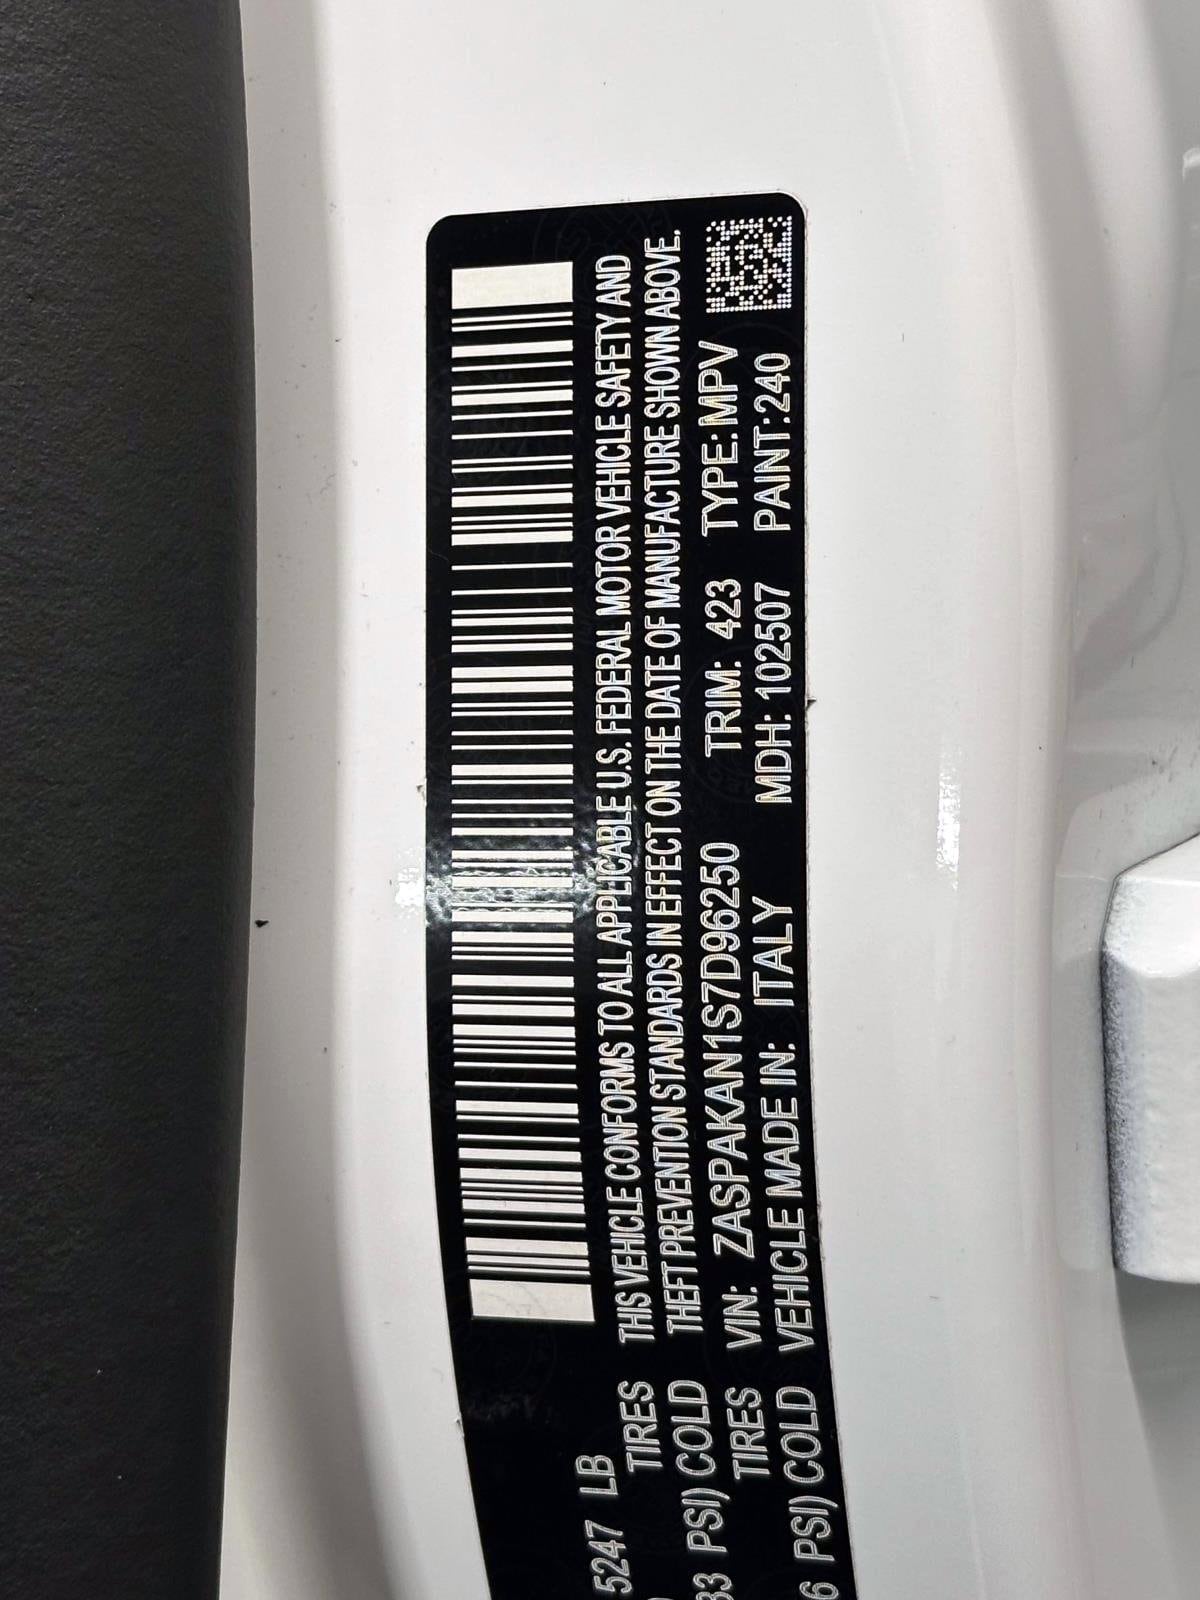 5247 LB
TIRES
33 PSI) COLD
TIRES
6 PSI) COLD
THIS VEHICLE CONFORMS TO ALL APPLICABLE U.S. FEDERAL MOTOR VEHICLE SAFETY AND
THEFT PREVENTION STANDARDS IN EFFECT ON THE DATE OF MANUFACTURE SHOWN ABOVE.
VIN: ZASPAKAN1S7D96250 TRIM: 423 TYPE: MPV
VEHICLE MADE IN: ITALY MDH: 102507 PAINT:240